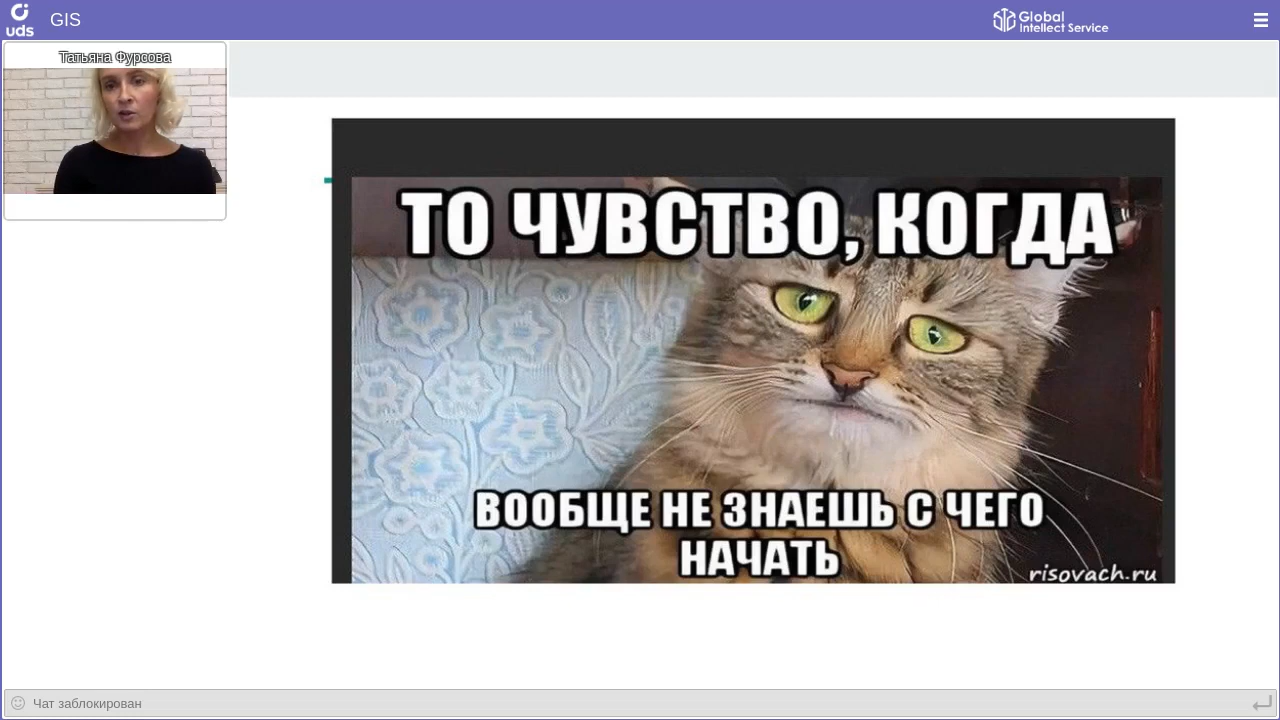 uds
GIS
Global
Intellect Service
Татьяна Фурсова
ТО ЧУВСТВО, КОГДА
ВООБЩЕ НЕ ЗНАЕШЬ С ЧЕГО
НАЧАТЬ
risovach.ru
Чат заблокирован